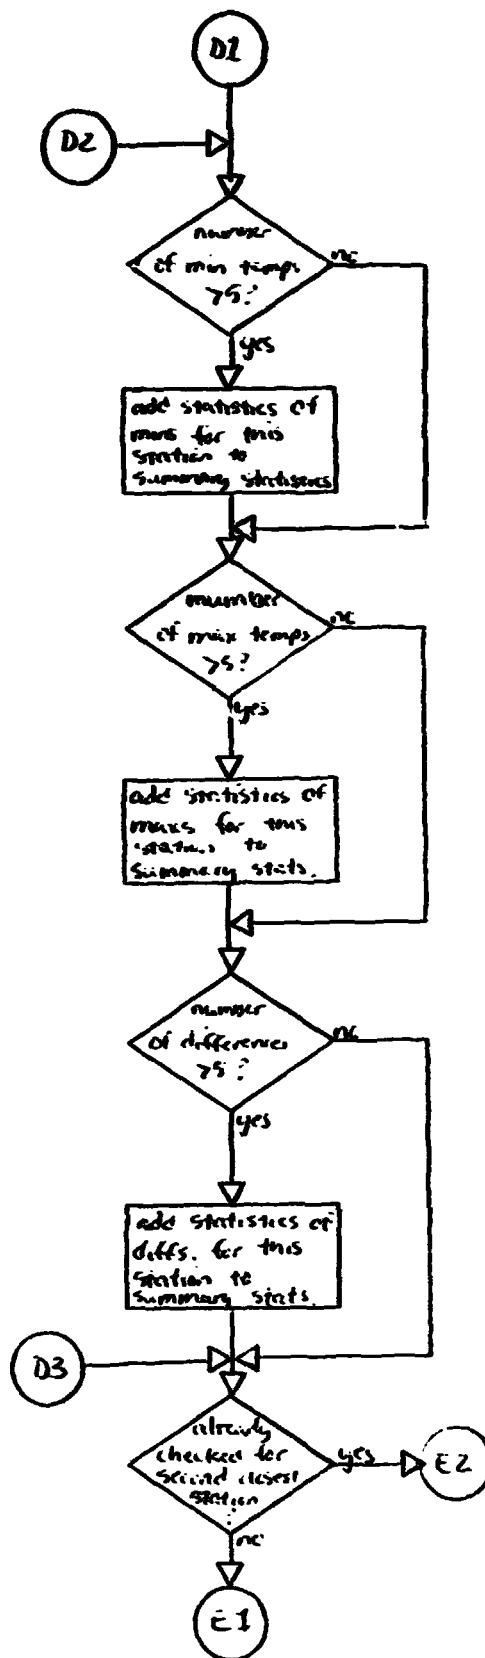 D1
D2
number
of min temps
>5?
no
yes
add statistics of
mins for this
station to
summary statistics
number
of max temps
>5?
no
yes
add statistics of
maxs for this
station to
summary stats.
number
of differences
>5?
no
yes
add statistics of
diffs. for this
station to
summary stats.
D3
already
checked for
second closest
station
yes
E2
no
E1